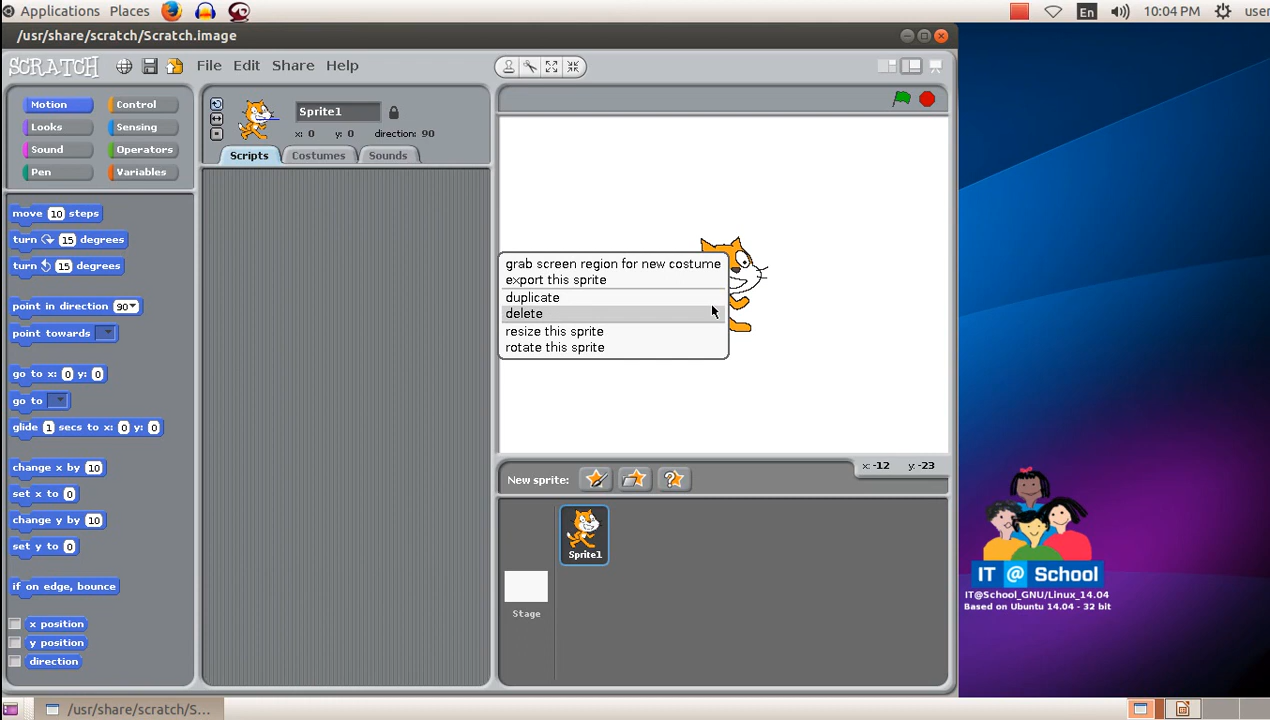 Applications Places
En 10:04 PM user
/usr/share/scratch/Scratch.image
SCRATCH File Edit Share Help
Motion Control
Looks Sensing
Sound Operators
Pen Variables
move 10 steps
turn 15 degrees
turn 15 degrees
point in direction 90
point towards
go to x: 0 y: 0
go to
glide 1 secs to x: 0 y: 0
change x by 10
set x to 0
change y by 10
set y to 0
if on edge, bounce
x position
y position
direction
Sprite1
x: 0 y: 0 direction: 90
Scripts Costumes Sounds
grab screen region for new costume
export this sprite
duplicate
delete
resize this sprite
rotate this sprite
x: -12 y: -23
New sprite:
Sprite1
Stage
IT @ School
IT@School_GNU/Linux_14.04
Based on Ubuntu 14.04 - 32 bit
/usr/share/scratch/S...